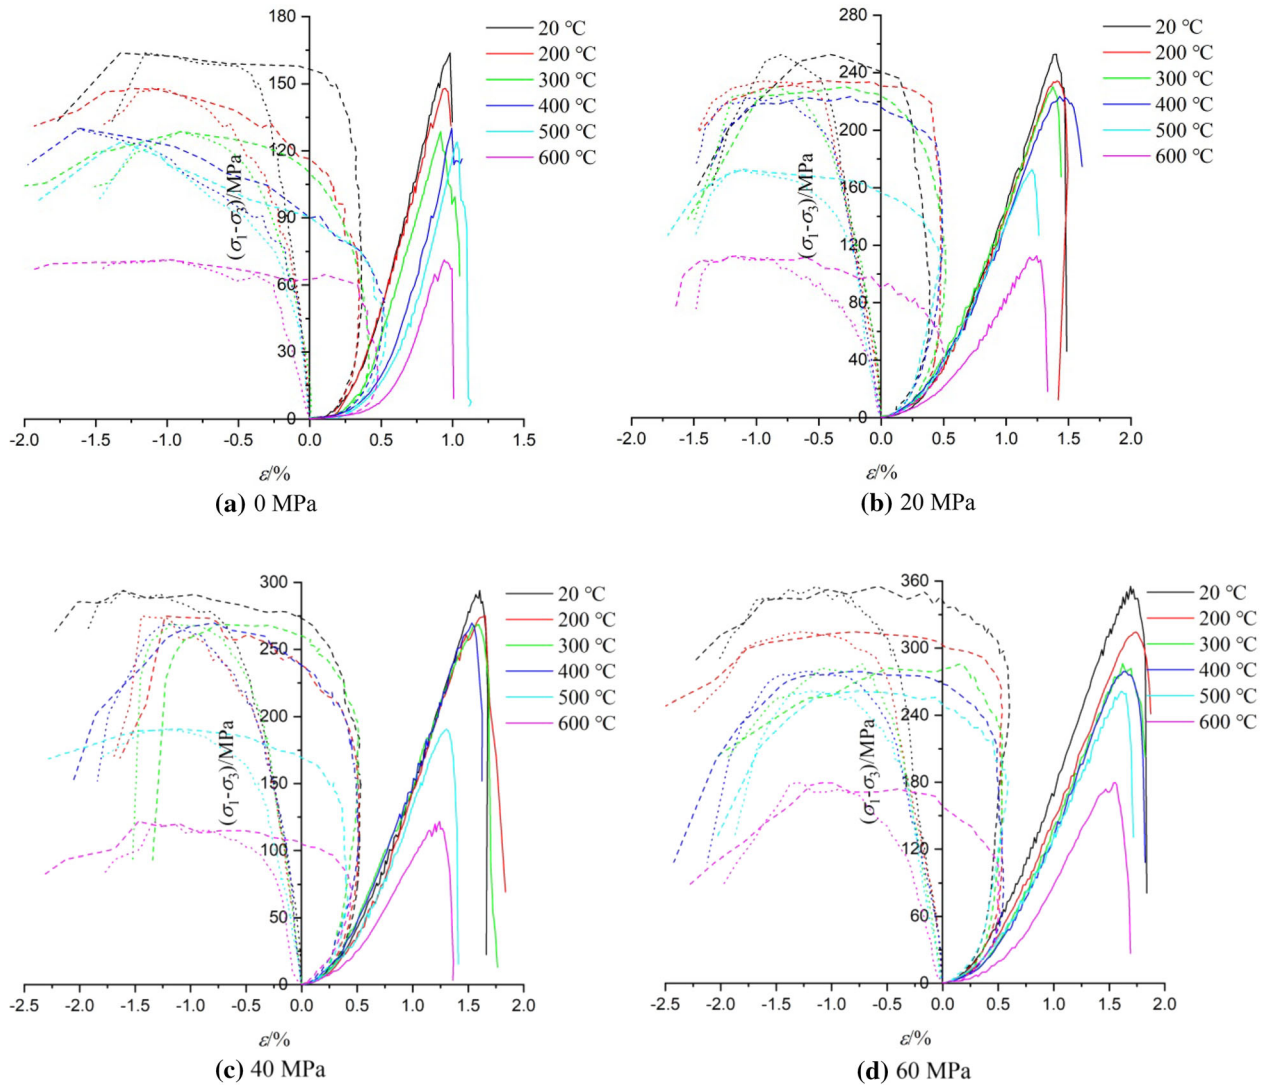 180
150
120
90
60
30
0
-2.0 -1.5 -1.0 -0.5 0.0 0.5 1.0 1.5
(σ1-σ3)/MPa
ε/%
20 °C
200 °C
300 °C
400 °C
500 °C
600 °C
(a) 0 MPa
280
240
200
160
120
80
40
0
-2.0 -1.5 -1.0 -0.5 0.0 0.5 1.0 1.5 2.0
(σ1-σ3)/MPa
ε/%
20 °C
200 °C
300 °C
400 °C
500 °C
600 °C
(b) 20 MPa
300
250
200
150
100
50
0
-2.5 -2.0 -1.5 -1.0 -0.5 0.0 0.5 1.0 1.5 2.0
(σ1-σ3)/MPa
ε/%
20 °C
200 °C
300 °C
400 °C
500 °C
600 °C
(c) 40 MPa
360
300
240
180
120
60
0
-2.5 -2.0 -1.5 -1.0 -0.5 0.0 0.5 1.0 1.5 2.0
(σ1-σ3)/MPa
ε/%
20 °C
200 °C
300 °C
400 °C
500 °C
600 °C
(d) 60 MPa